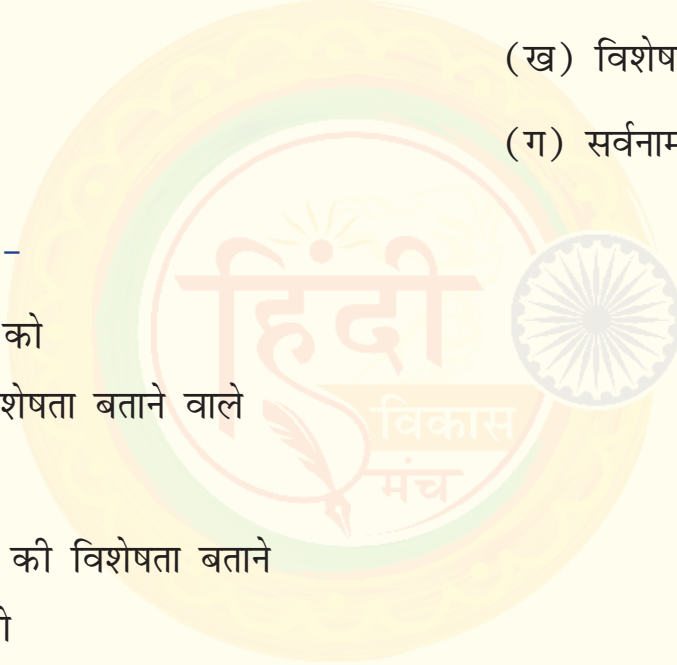 (ख) विशेष
(ग) सर्वनाम
–
को
शेषता बताने वाले
की विशेषता बताने
हिंदी
विकास
मंच